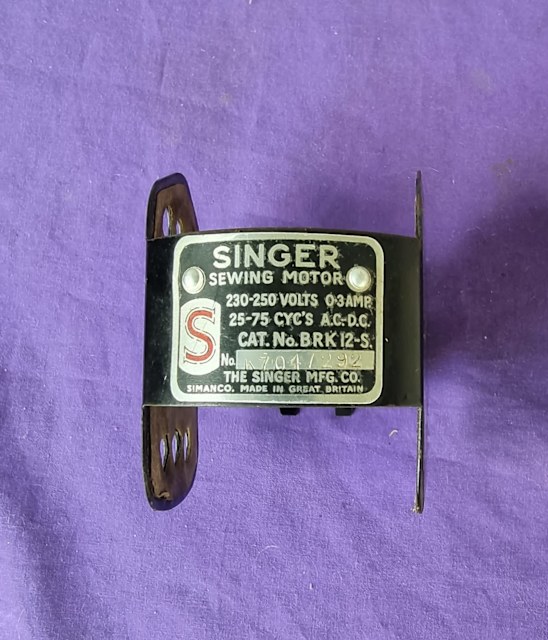 SINGER
SEWING MOTOR
230-250 VOLTS 0·3 AMP.
25-75 CYC'S A.C.-D.C.
CAT. No. BRK 12-S.
S
No.
THE SINGER MFG. CO.
SIMANCO. MADE IN GREAT BRITAIN